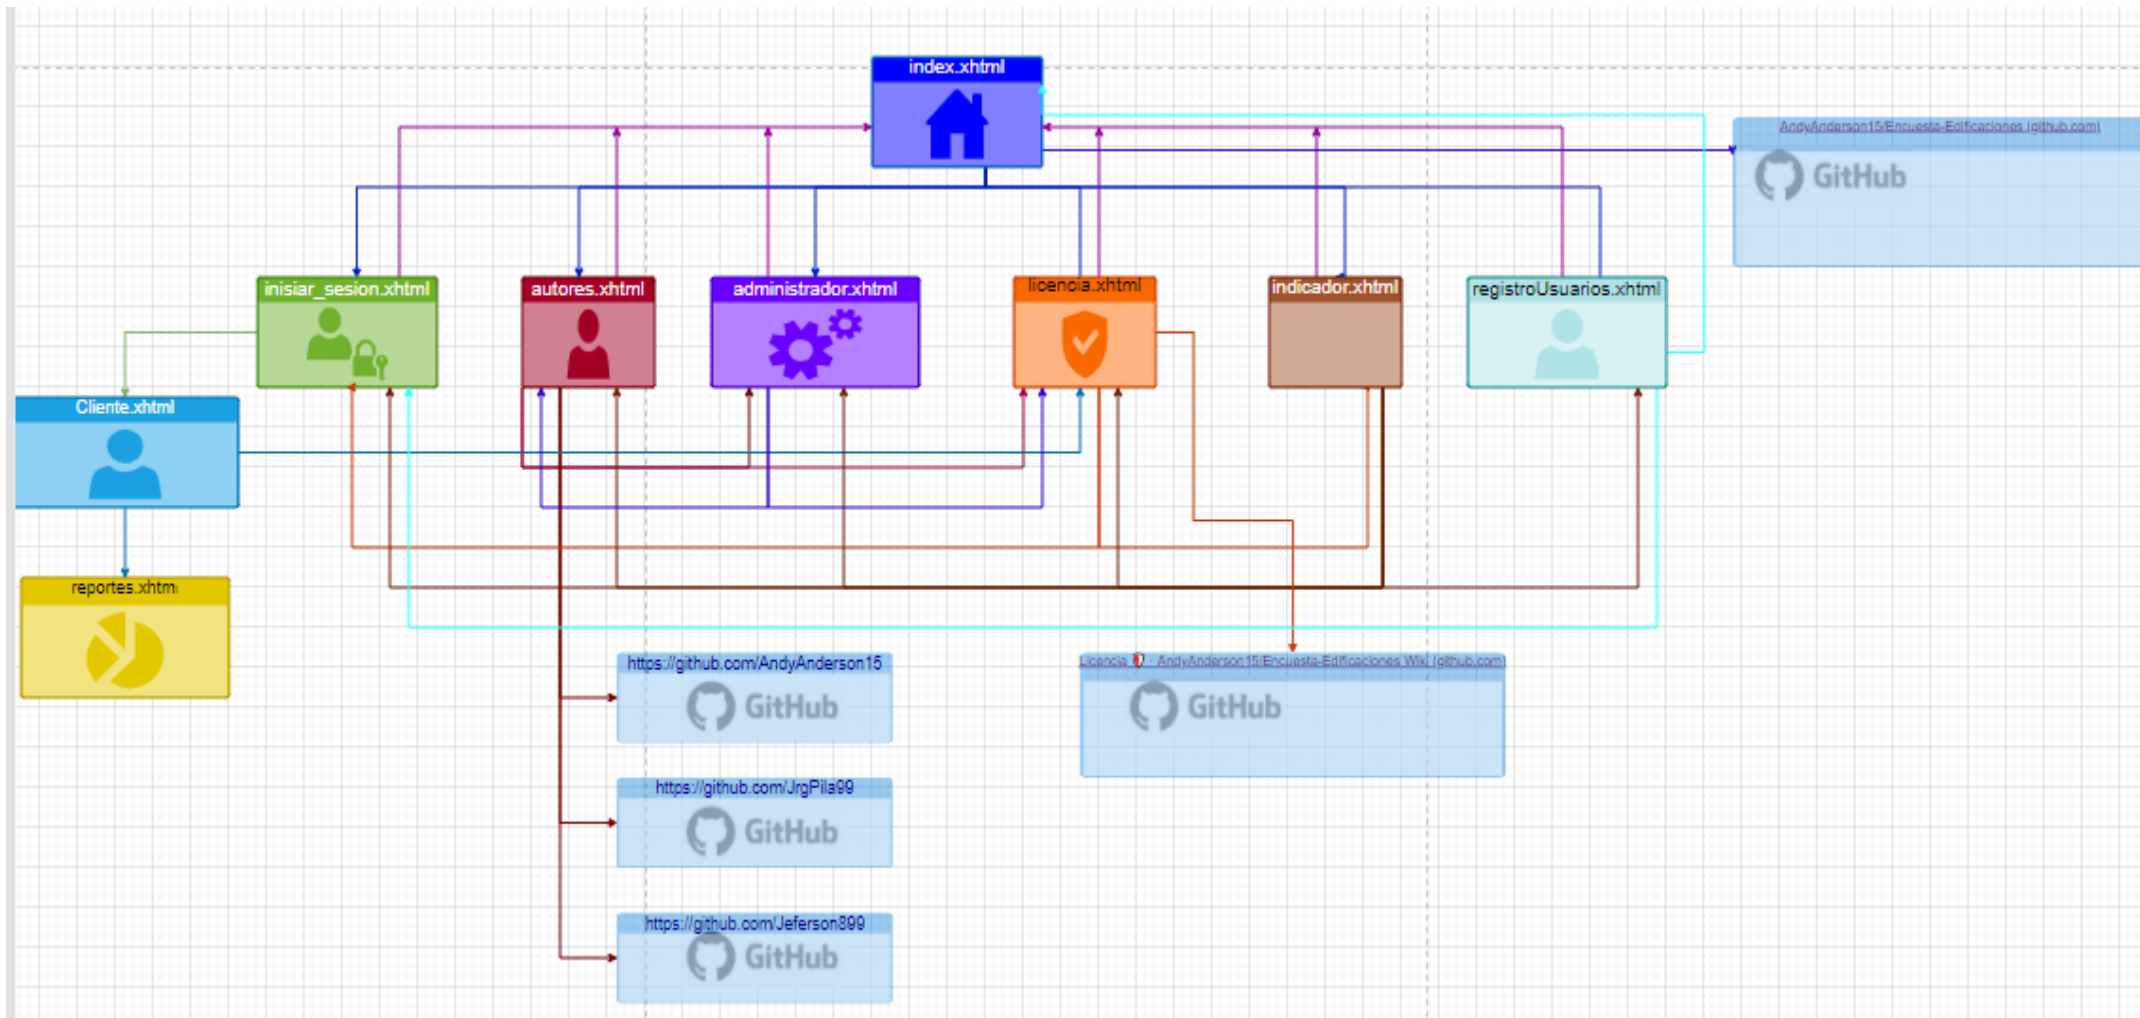 index.xhtml
AndyAnderson15/Encuesta-Edificaciones (github.com)
GitHub
inisiar_sesion.xhtml
autores.xhtml
administrador.xhtml
licencia.xhtml
indicador.xhtml
registroUsuarios.xhtml
Cliente.xhtml
reportes.xhtml
https://github.com/AndyAnderson15
GitHub
Licencia 🛡 · AndyAnderson15/Encuesta-Edificaciones Wiki (github.com)
GitHub
https://github.com/JrgPila99
GitHub
https://github.com/Jeferson899
GitHub